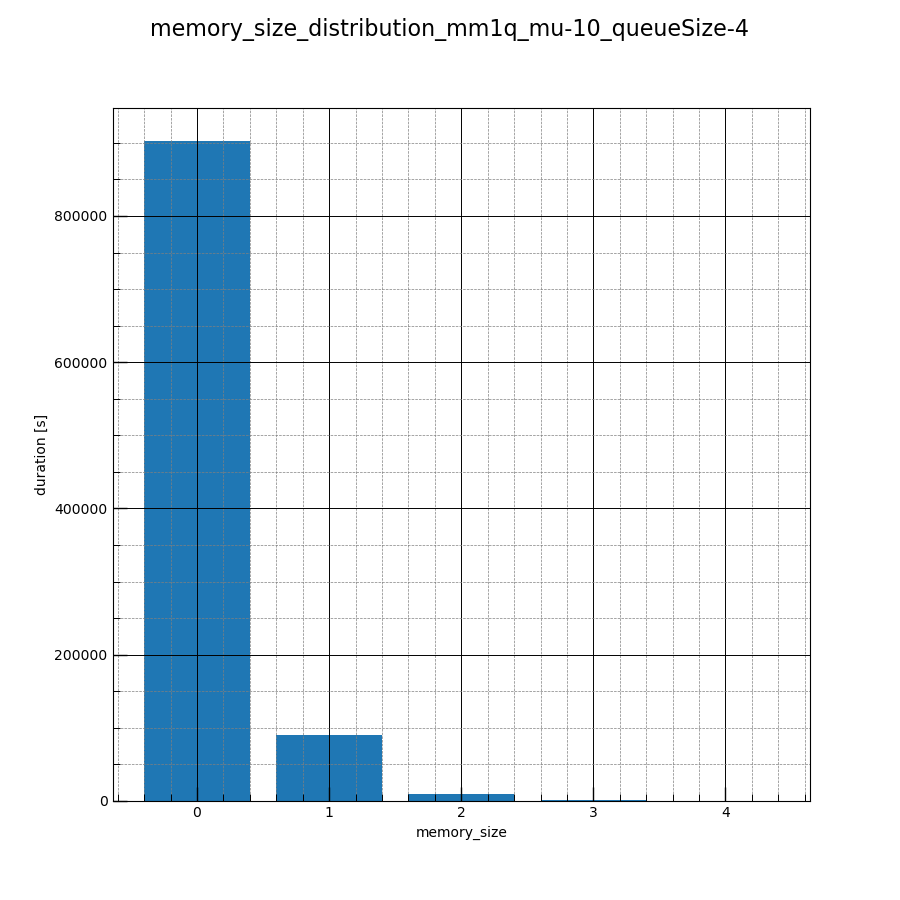 memory_size_distribution_mm1q_mu-10_queueSize-4
800000
600000
400000
200000
0
duration [s]
0 1 2 3 4
memory_size